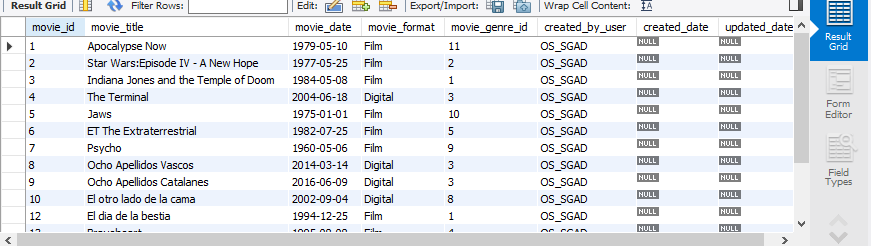 Result Grid Filter Rows: Edit: Export/Import: Wrap Cell Content: IA
movie_id movie_title movie_date movie_format movie_genre_id created_by_user created_date updated_date
1 Apocalypse Now 1979-05-10 Film 11 OS_SGAD NULL NULL
2 Star Wars:Episode IV - A New Hope 1977-05-25 Film 2 OS_SGAD NULL NULL
3 Indiana Jones and the Temple of Doom 1984-05-08 Film 1 OS_SGAD NULL NULL
4 The Terminal 2004-06-18 Digital 3 OS_SGAD NULL NULL
5 Jaws 1975-01-01 Film 10 OS_SGAD NULL NULL
6 ET The Extraterrestrial 1982-07-25 Film 5 OS_SGAD NULL NULL
7 Psycho 1960-05-06 Film 9 OS_SGAD NULL NULL
8 Ocho Apellidos Vascos 2014-03-14 Digital 3 OS_SGAD NULL NULL
9 Ocho Apellidos Catalanes 2016-06-09 Digital 3 OS_SGAD NULL NULL
10 El otro lado de la cama 2002-09-04 Digital 8 OS_SGAD NULL NULL
12 El dia de la bestia 1994-12-25 Film 1 OS_SGAD NULL NULL
Result
Grid
Form
Editor
Field
Types